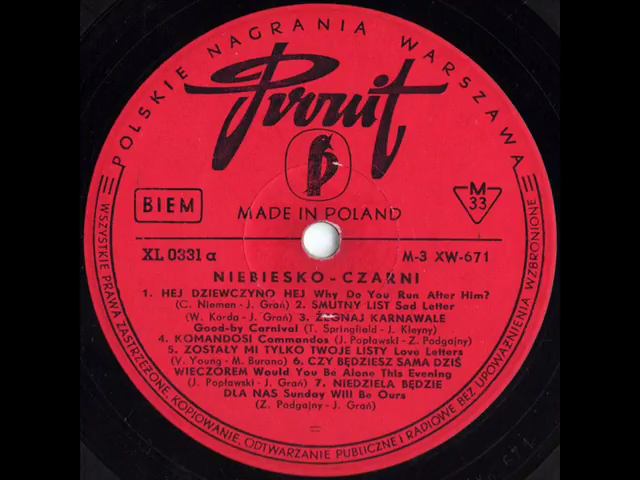 POLSKIE NAGRANIA WARSZAWA
Pronit
BIEM
MADE IN POLAND
M
33
XL 0331 a
M-3 XW-671
NIEBIESKO-CZARNI
1. HEJ DZIEWCZYNO HEJ Why Do You Run After Him?
(C. Niemen - J. Grań) 2. SMUTNY LIST Sad Letter
(W. Korda - J. Grań) 3. ŻEGNAJ KARNAWALE
Good-by Carnival (T. Springfield - J. Kleyny)
4. KOMANDOSI Commandos (J. Popławski - Z. Podgajny)
5. ZOSTAŁY MI TYLKO TWOJE LISTY Love Letters
(V. Young - M. Burano) 6. CZY BĘDZIESZ SAMA DZIŚ
WIECZOREM Would You Be Alone This Evening
(J. Popławski - J. Grań) 7. NIEDZIELA BĘDZIE
DLA NAS Sunday Will Be Ours
(Z. Podgajny - J. Grań)
WSZYSTKIE PRAWA ZASTRZEŻONE, KOPIOWANIE, ODTWARZANIE PUBLICZNE I RADIOWE BEZ UPOWAŻNIENIA WZBRONIONE